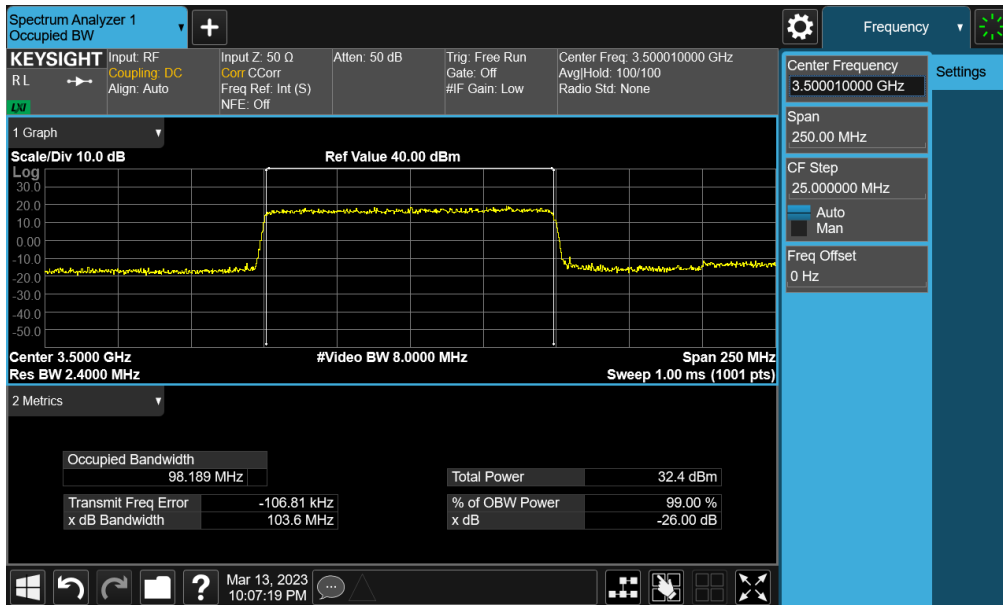 Spectrum Analyzer 1
Occupied BW
Frequency
KEYSIGHT
R L
LXI
Input: RF
Coupling: DC
Align: Auto
Input Z: 50 Ω
Corr CCorr
Freq Ref: Int (S)
NFE: Off
Atten: 50 dB
Trig: Free Run
Gate: Off
#IF Gain: Low
Center Freq: 3.500010000 GHz
Avg|Hold: 100/100
Radio Std: None
Center Frequency
3.500010000 GHz
Settings
Span
250.00 MHz
CF Step
25.000000 MHz
Auto
Man
Freq Offset
0 Hz
1 Graph
Scale/Div 10.0 dB
Ref Value 40.00 dBm
Log
30.0
20.0
10.0
0.00
-10.0
-20.0
-30.0
-40.0
-50.0
Center 3.5000 GHz
#Video BW 8.0000 MHz
Span 250 MHz
Res BW 2.4000 MHz
Sweep 1.00 ms (1001 pts)
2 Metrics
Occupied Bandwidth
98.189 MHz
Total Power 32.4 dBm
Transmit Freq Error -106.81 kHz
% of OBW Power 99.00 %
x dB Bandwidth 103.6 MHz
x dB -26.00 dB
?
Mar 13, 2023
10:07:19 PM